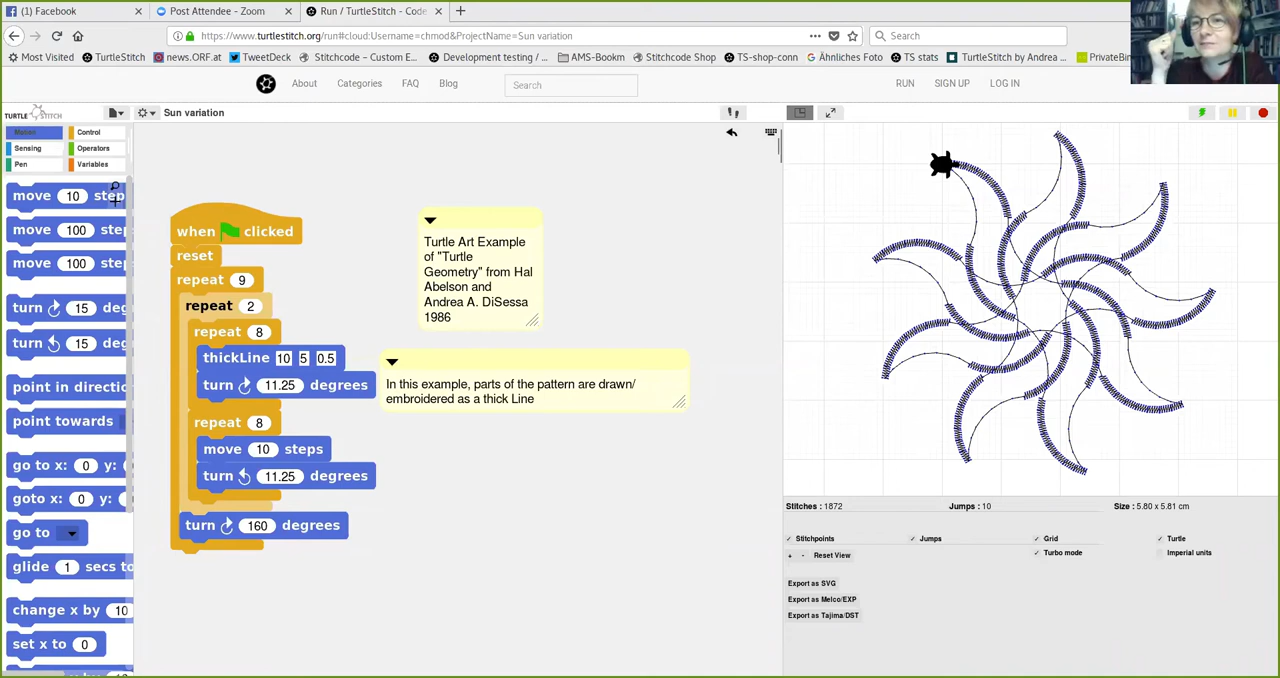 (1) Facebook
Post Attendee - Zoom
Run / TurtleStitch - Code
https://www.turtlestitch.org/run#cloud:Username=chmod&ProjectName=Sun variation
Search
Most Visited
TurtleStitch
news.ORF.at
TweetDeck
Stitchcode – Custom E...
Development testing / ...
AMS-Bookm
Stitchcode Shop
TS-shop-conn
Ähnliches Foto
TS stats
TurtleStitch by Andrea ...
PrivateBin
About
Categories
FAQ
Blog
Search
RUN
SIGN UP
LOG IN
TURTLE STITCH
Sun variation
Motion
Control
Sensing
Operators
Pen
Variables
move 10 step
move 100 step
move 100 step
turn 15 deg
turn 15 deg
point in directio
point towards
go to x: 0 y:
goto x: 0 y:
go to
glide 1 secs to
change x by 10
set x to 0
when clicked
reset
repeat 9
repeat 2
repeat 8
thickLine 10 5 0.5
turn 11.25 degrees
repeat 8
move 10 steps
turn 11.25 degrees
turn 160 degrees
Turtle Art Example
of "Turtle
Geometry" from Hal
Abelson and
Andrea A. DiSessa
1986
In this example, parts of the pattern are drawn/
embroidered as a thick Line
Stitches : 1872
Jumps : 10
Size : 5.80 x 5.81 cm
Stitchpoints
Jumps
Grid
Turtle
+ - Reset View
Turbo mode
Imperial units
Export as SVG
Export as Melco/EXP
Export as Tajima/DST